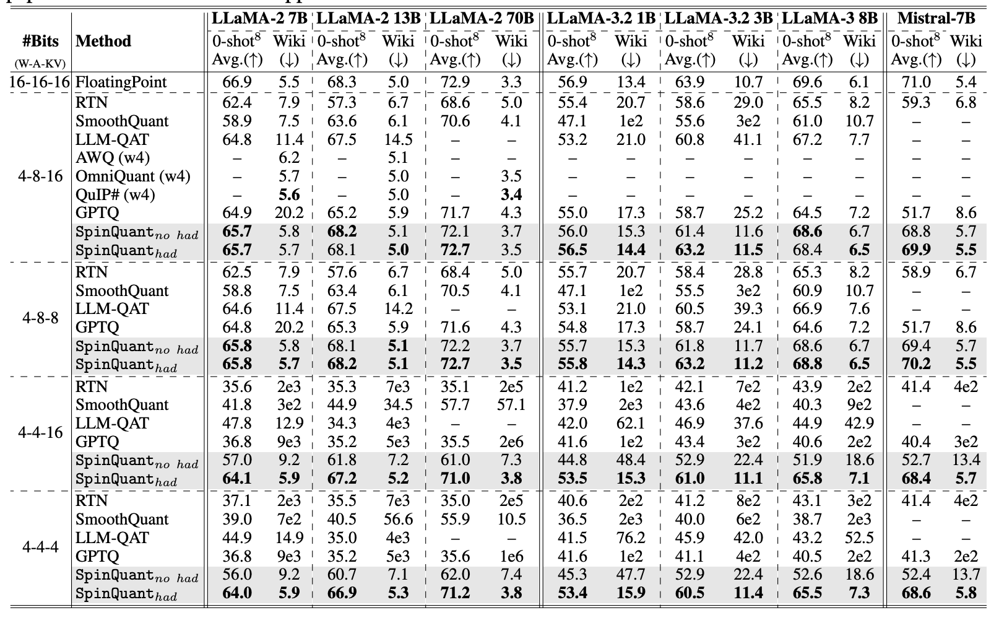 LLaMA-2 7B LLaMA-2 13B LLaMA-2 70B LLaMA-3.2 1B LLaMA-3.2 3B LLaMA-3 8B Mistral-7B
#Bits Method 0-shot⁸ Wiki 0-shot⁸ Wiki 0-shot⁸ Wiki 0-shot⁸ Wiki 0-shot⁸ Wiki 0-shot⁸ Wiki 0-shot⁸ Wiki
(W-A-KV) Avg.(↑) (↓) Avg.(↑) (↓) Avg.(↑) (↓) Avg.(↑) (↓) Avg.(↑) (↓) Avg.(↑) (↓) Avg.(↑) (↓)
16-16-16 FloatingPoint 66.9 5.5 68.3 5.0 72.9 3.3 56.9 13.4 63.9 10.7 69.6 6.1 71.0 5.4
RTN 62.4 7.9 57.3 6.7 68.6 5.0 55.4 20.7 58.6 29.0 65.5 8.2 59.3 6.8
SmoothQuant 58.9 7.5 63.6 6.1 70.6 4.1 47.1 1e2 55.6 3e2 61.0 10.7 – –
LLM-QAT 64.8 11.4 67.5 14.5 – – 53.2 21.0 60.8 41.1 67.2 7.7 – –
AWQ (w4) – 6.2 – 5.1 – – – – – – – – – –
4-8-16 OmniQuant (w4) – 5.7 – 5.0 – 3.5 – – – – – – – –
QuIP# (w4) – 5.6 – 5.0 – 3.4 – – – – – – – –
GPTQ 64.9 20.2 65.2 5.9 71.7 4.3 55.0 17.3 58.7 25.2 64.5 7.2 51.7 8.6
SpinQuant no had 65.7 5.8 68.2 5.1 72.1 3.7 56.0 15.3 61.4 11.6 68.6 6.7 68.8 5.7
SpinQuant had 65.7 5.7 68.1 5.0 72.7 3.5 56.5 14.4 63.2 11.5 68.4 6.5 69.9 5.5
RTN 62.5 7.9 57.6 6.7 68.4 5.0 55.7 20.7 58.4 28.8 65.3 8.2 58.9 6.7
SmoothQuant 58.8 7.5 63.4 6.1 70.5 4.1 47.1 1e2 55.5 3e2 60.9 10.7 – –
4-8-8 LLM-QAT 64.6 11.4 67.5 14.2 – – 53.1 21.0 60.5 39.3 66.9 7.6 – –
GPTQ 64.8 20.2 65.3 5.9 71.6 4.3 54.8 17.3 58.7 24.1 64.6 7.2 51.7 8.6
SpinQuant no had 65.8 5.8 68.1 5.1 72.2 3.7 55.7 15.3 61.8 11.7 68.6 6.7 69.4 5.7
SpinQuant had 65.8 5.7 68.2 5.1 72.7 3.5 55.8 14.3 63.2 11.2 68.8 6.5 70.2 5.5
RTN 35.6 2e3 35.3 7e3 35.1 2e5 41.2 1e2 42.1 7e2 43.9 2e2 41.4 4e2
SmoothQuant 41.8 3e2 44.9 34.5 57.7 57.1 37.9 2e3 43.6 4e2 40.3 9e2 – –
4-4-16 LLM-QAT 47.8 12.9 34.3 4e3 – – 42.0 62.1 46.9 37.6 44.9 42.9 – –
GPTQ 36.8 9e3 35.2 5e3 35.5 2e6 41.6 1e2 43.4 3e2 40.6 2e2 40.4 3e2
SpinQuant no had 57.0 9.2 61.8 7.2 61.0 7.3 44.8 48.4 52.9 22.4 51.9 18.6 52.7 13.4
SpinQuant had 64.1 5.9 67.2 5.2 71.0 3.8 53.5 15.3 61.0 11.1 65.8 7.1 68.4 5.7
RTN 37.1 2e3 35.5 7e3 35.0 2e5 40.6 2e2 41.2 8e2 43.1 3e2 41.4 4e2
SmoothQuant 39.0 7e2 40.5 56.6 55.9 10.5 36.5 2e3 40.0 6e2 38.7 2e3 – –
4-4-4 LLM-QAT 44.9 14.9 35.0 4e3 – – 41.5 76.2 45.9 42.0 43.2 52.5 – –
GPTQ 36.8 9e3 35.2 5e3 35.6 1e6 41.6 1e2 41.1 4e2 40.5 2e2 41.3 2e2
SpinQuant no had 56.0 9.2 60.7 7.1 62.0 7.4 45.3 47.7 52.9 22.4 52.6 18.6 52.4 13.7
SpinQuant had 64.0 5.9 66.9 5.3 71.2 3.8 53.4 15.9 60.5 11.4 65.5 7.3 68.6 5.8